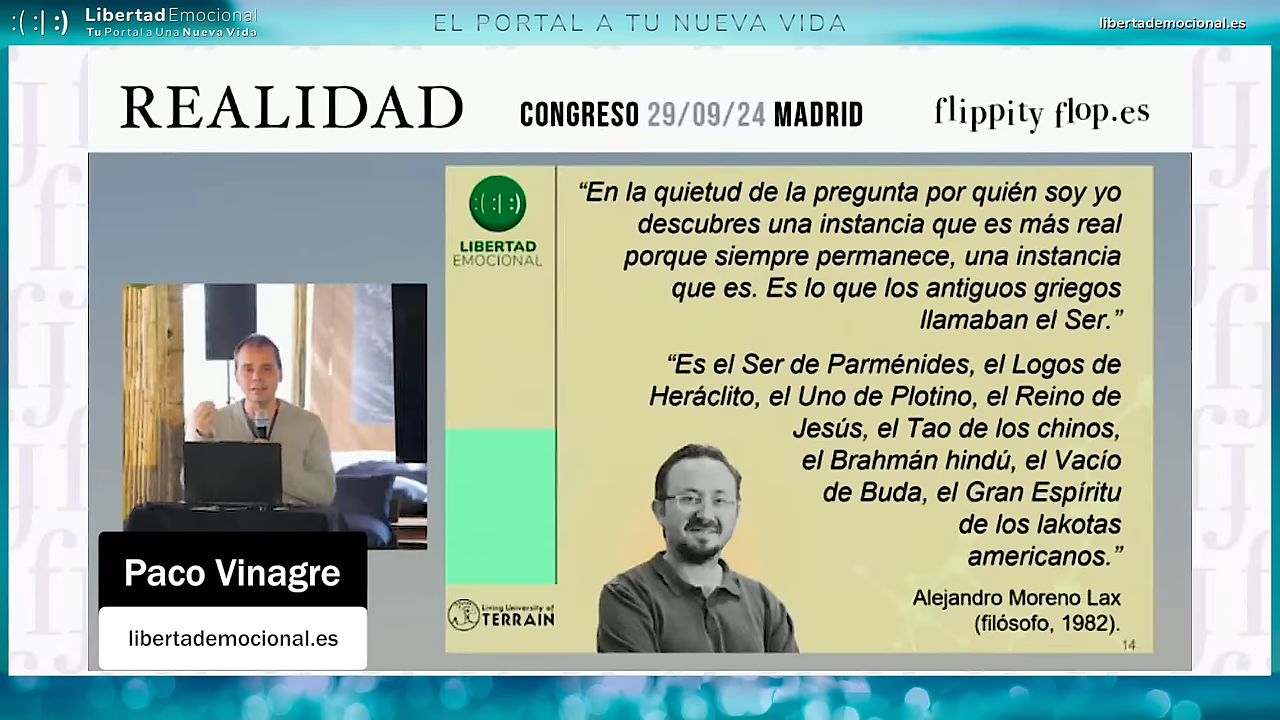 :(:|:)
LibertadEmocional
Tu Portal a Una Nueva Vida
EL PORTAL A TU NUEVA VIDA
libertademocional.es
REALIDAD
CONGRESO 29/09/24 MADRID
flippity flop.es
:(:|:)
LIBERTAD
EMOCIONAL
“En la quietud de la pregunta por quién soy yo
descubres una instancia que es más real
porque siempre permanece, una instancia
que es. Es lo que los antiguos griegos
llamaban el Ser.”
“Es el Ser de Parménides, el Logos de
Heráclito, el Uno de Plotino, el Reino de
Jesús, el Tao de los chinos,
el Brahmán hindú, el Vacío
de Buda, el Gran Espíritu
de los lakotas
americanos.”
Alejandro Moreno Lax
(filósofo, 1982).
14
Living University of
TERRAIN
Paco Vinagre
libertademocional.es